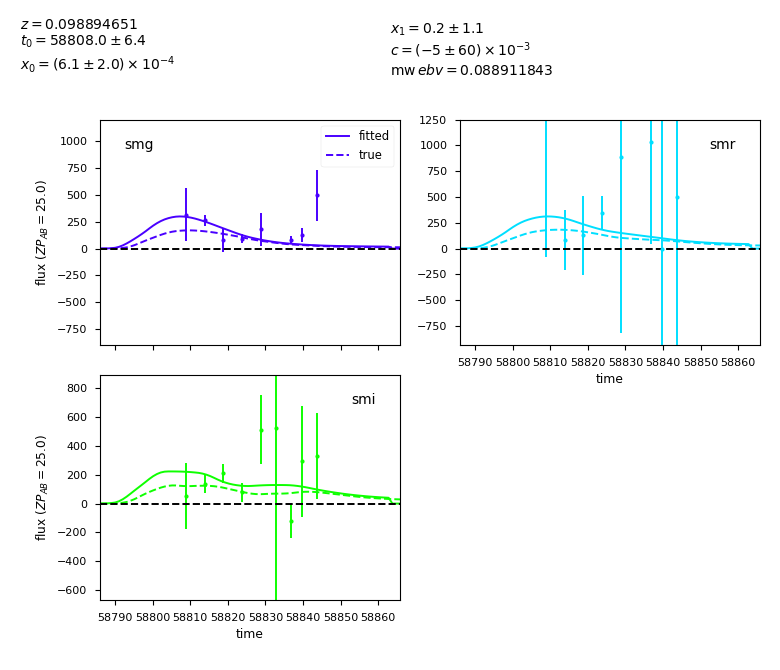 z = 0.098894651
t₀ = 58808.0 ± 6.4
x₀ = (6.1 ± 2.0) × 10⁻⁴
x₁ = 0.2 ± 1.1
c = (−5 ± 60) × 10⁻³
mw ebv = 0.088911843
smg
fitted
true
1000
750
500
250
0
−250
−500
−750
flux (ZP_AB = 25.0)
smr
1250
1000
750
500
250
0
−250
−500
−750
58790 58800 58810 58820 58830 58840 58850 58860
time
smi
800
600
400
200
0
−200
−400
−600
flux (ZP_AB = 25.0)
58790 58800 58810 58820 58830 58840 58850 58860
time